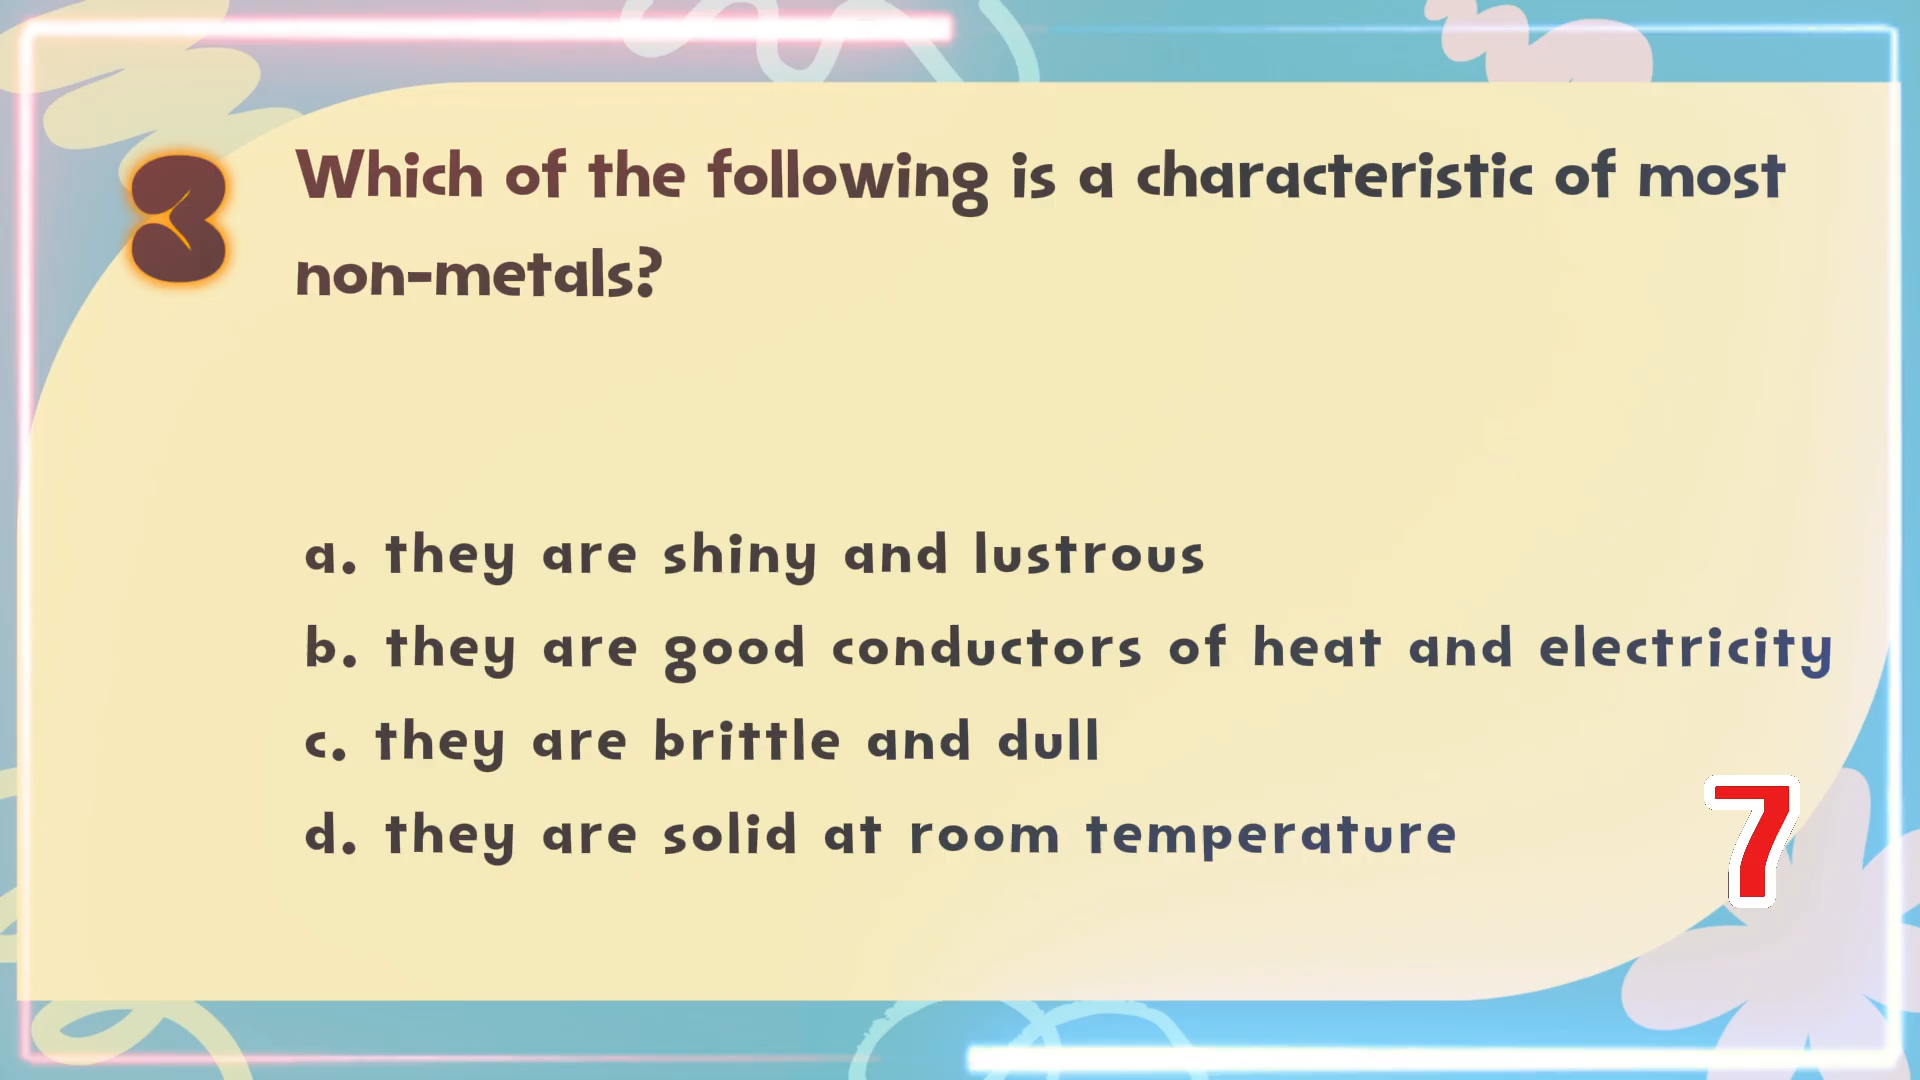 3
Which of the following is a characteristic of most
non-metals?
a. they are shiny and lustrous
b. they are good conductors of heat and electricity
c. they are brittle and dull
d. they are solid at room temperature
7